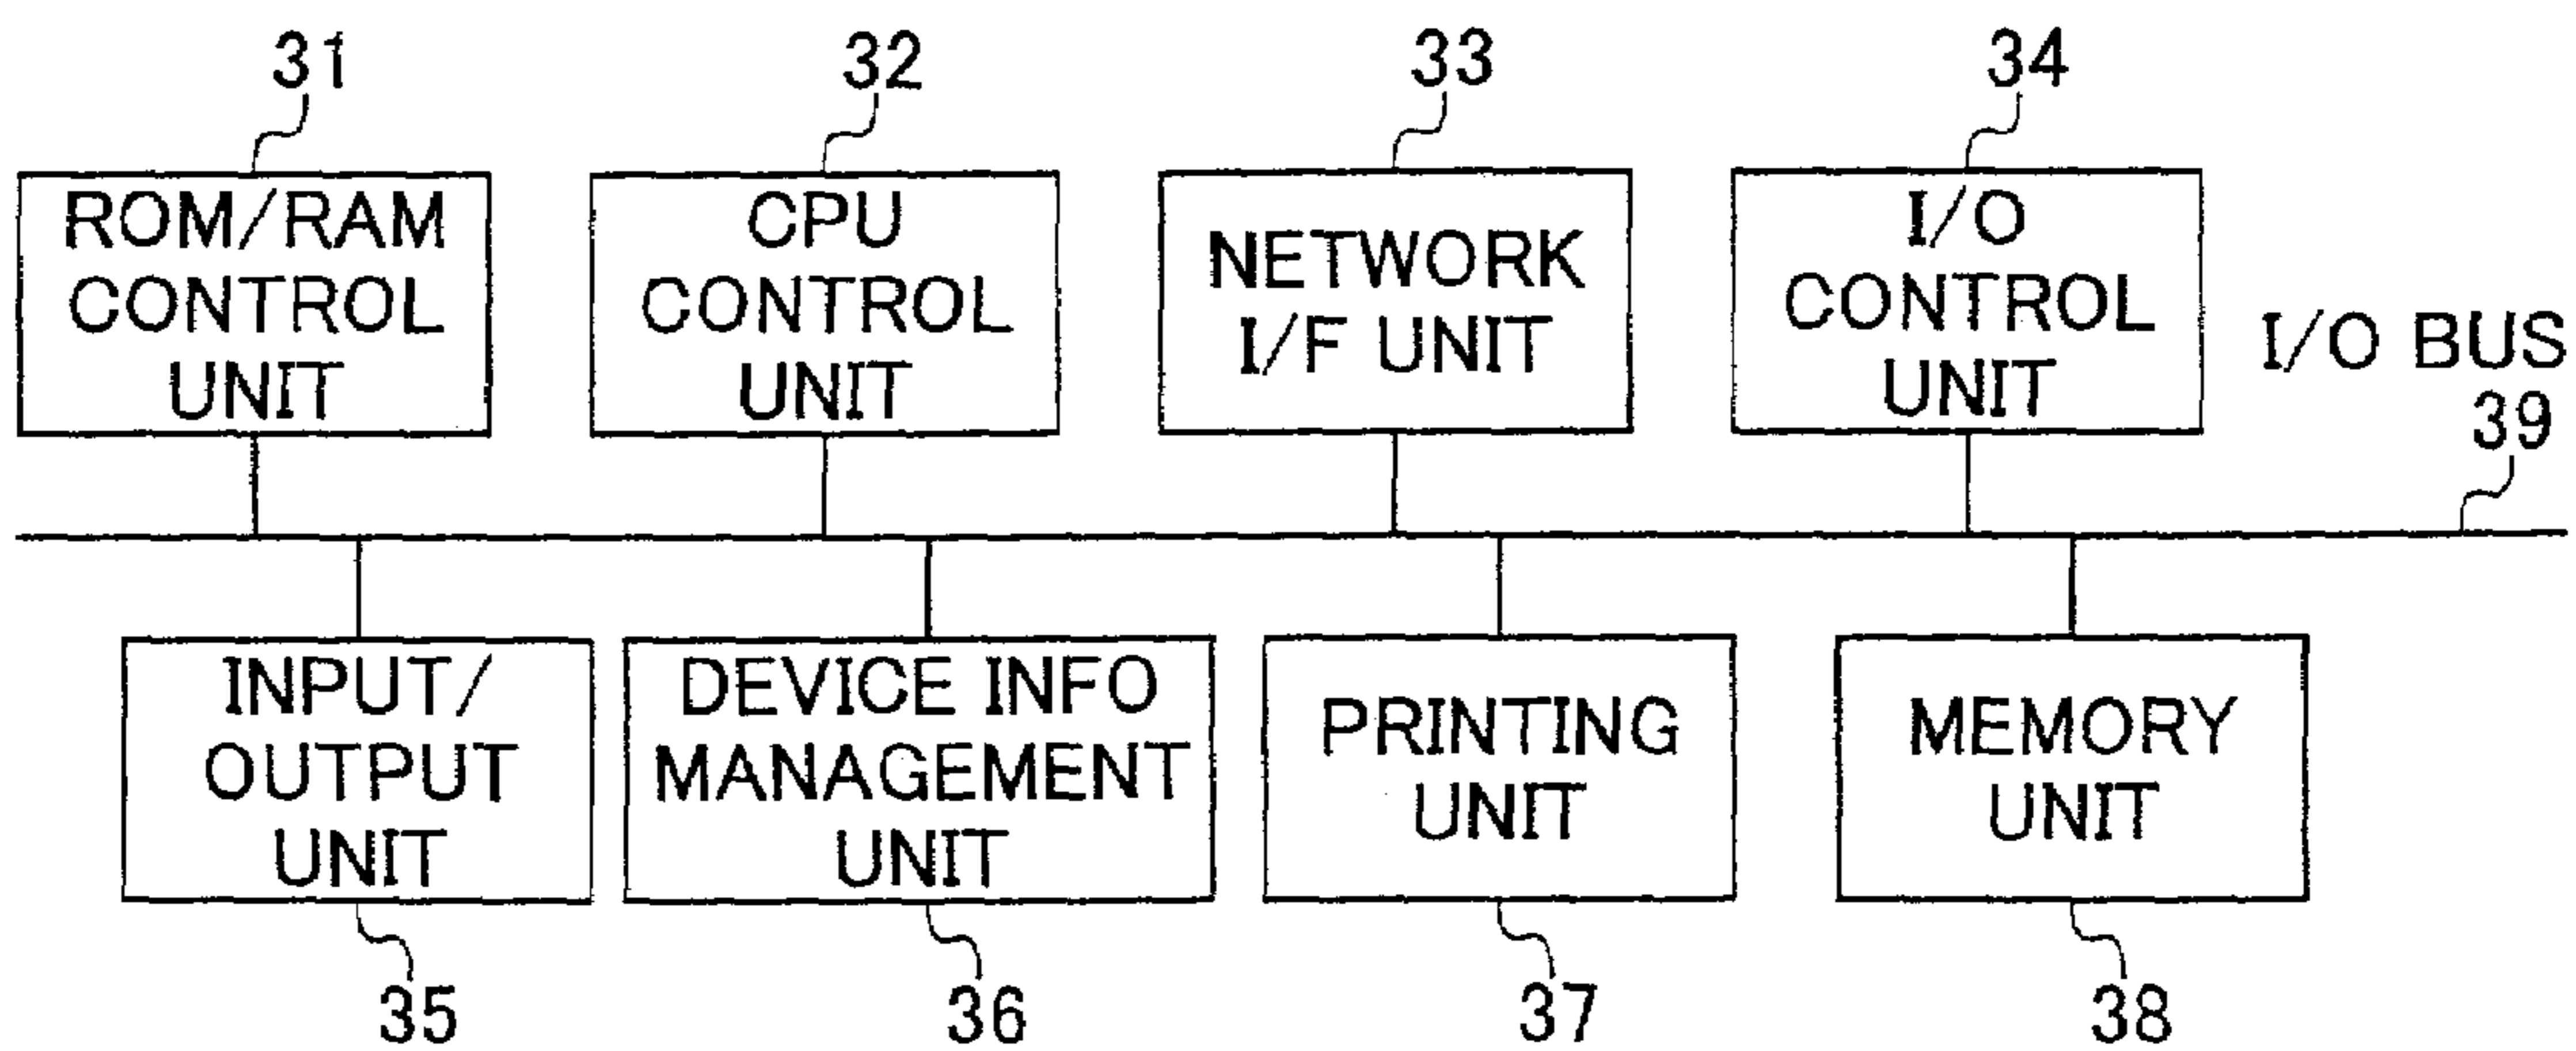 31
32
33
34
ROM/RAM
CONTROL
UNIT
CPU
CONTROL
UNIT
NETWORK
I/F UNIT
I/O
CONTROL
UNIT
I/O BUS
39
INPUT/
OUTPUT
UNIT
DEVICE INFO
MANAGEMENT
UNIT
PRINTING
UNIT
MEMORY
UNIT
35
36
37
38